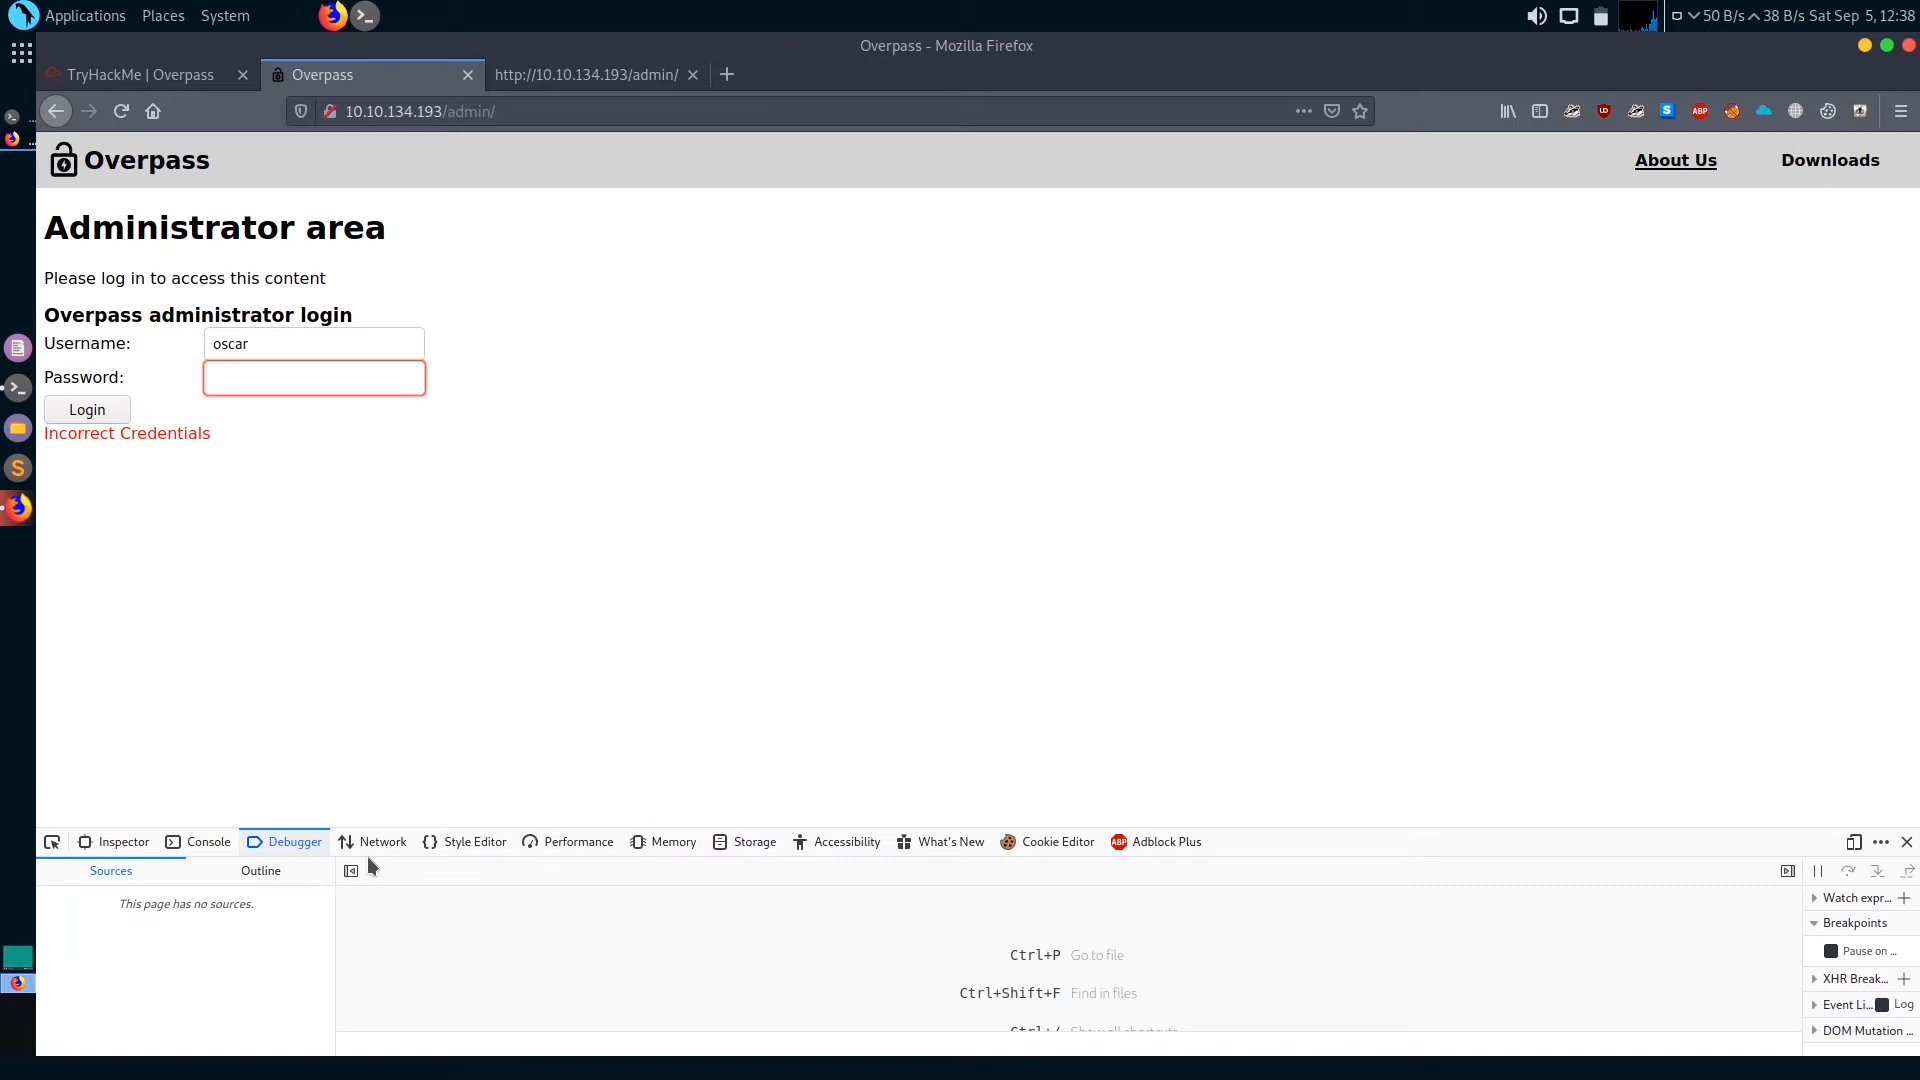 Applications Places System
50 B/s 38 B/s Sat Sep 5, 12:38
Overpass - Mozilla Firefox
TryHackMe | Overpass
Overpass
http://10.10.134.193/admin/
10.10.134.193/admin/
Overpass
About Us
Downloads
Administrator area
Please log in to access this content
Overpass administrator login
Username:
oscar
Password:
Login
Incorrect Credentials
Inspector Console Debugger Network Style Editor Performance Memory Storage Accessibility What's New Cookie Editor Adblock Plus
Sources Outline
This page has no sources.
Ctrl+P Go to file
Ctrl+Shift+F Find in files
Ctrl+/ Show all shortcuts
Watch expr...
Breakpoints
Pause on ...
XHR Break...
Event Li... Log
DOM Mutation ...